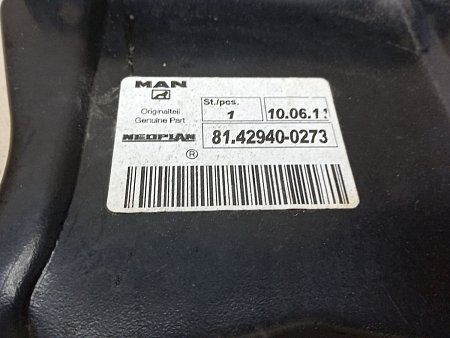 MAN
Originalteil
Genuine Part
St./pcs.
1
10.06.11
NEOPLAN
81.42940-0273
®